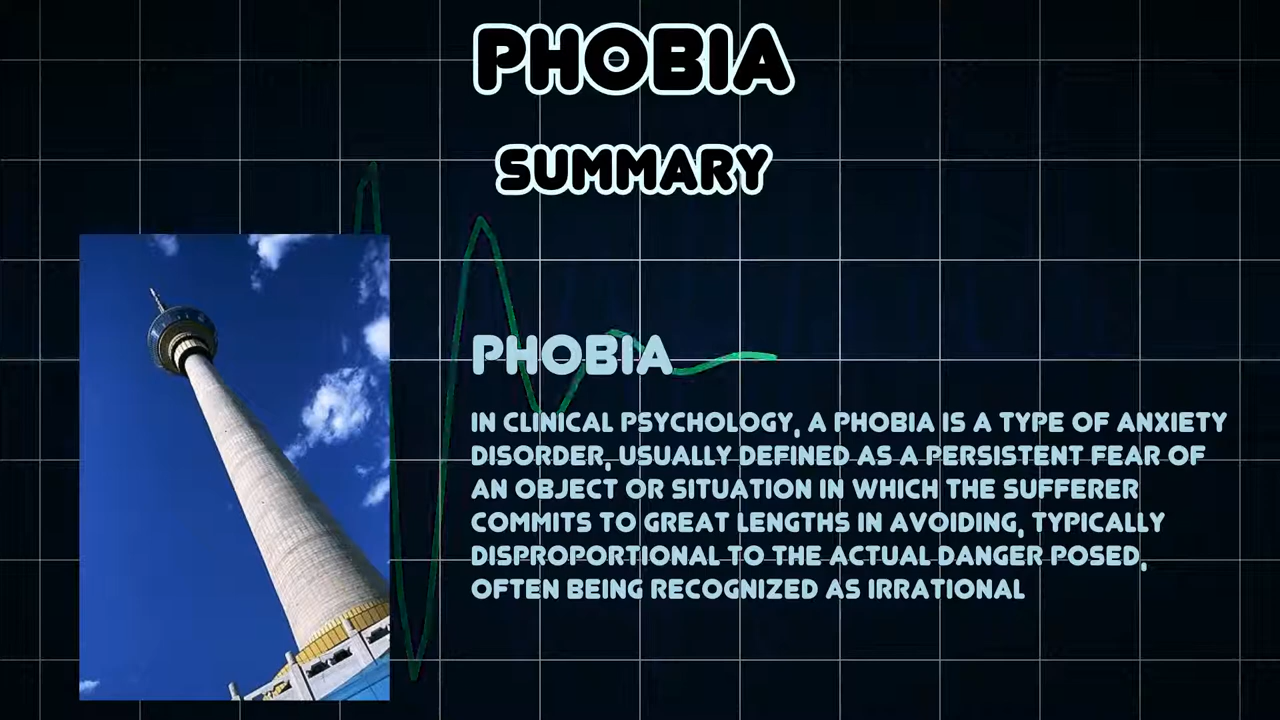 PHOBIA
SUMMARY
PHOBIA
IN CLINICAL PSYCHOLOGY, A PHOBIA IS A TYPE OF ANXIETY
DISORDER, USUALLY DEFINED AS A PERSISTENT FEAR OF
AN OBJECT OR SITUATION IN WHICH THE SUFFERER
COMMITS TO GREAT LENGTHS IN AVOIDING, TYPICALLY
DISPROPORTIONAL TO THE ACTUAL DANGER POSED,
OFTEN BEING RECOGNIZED AS IRRATIONAL